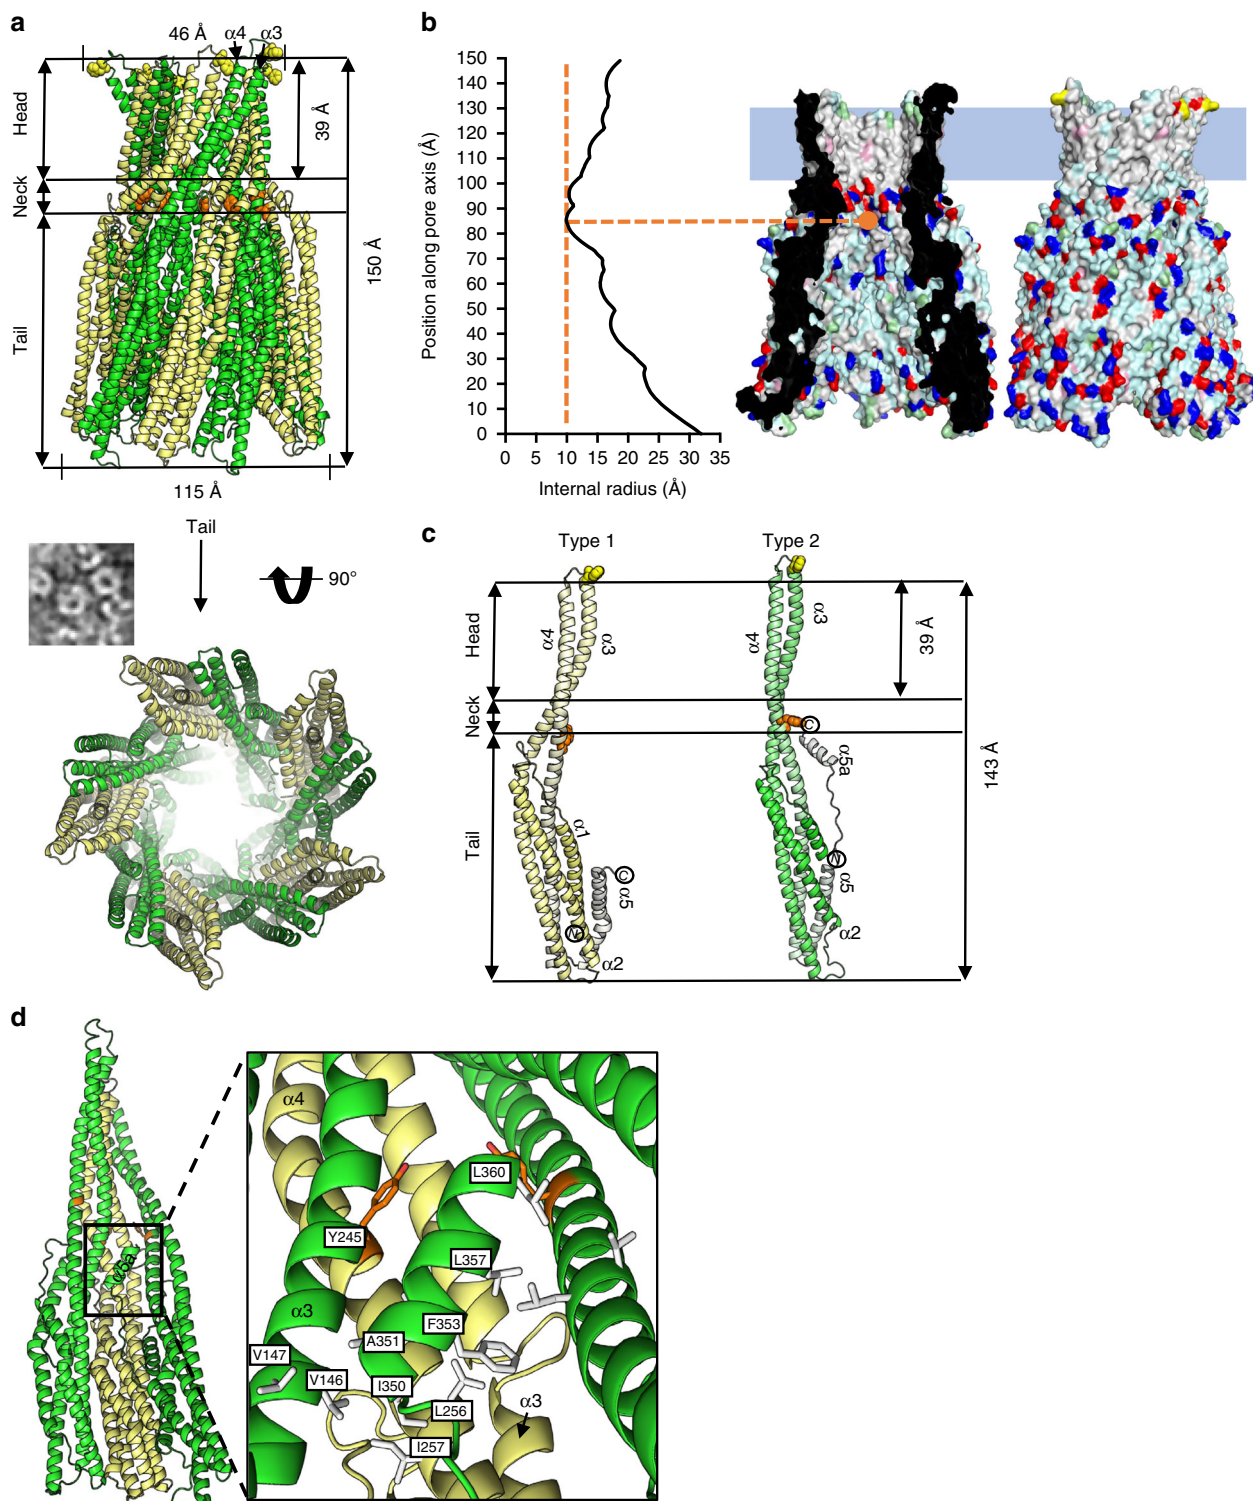 a
46 Å
α4
α3
Head
39 Å
Neck
150 Å
Tail
115 Å
b
Position along pore axis (Å)
150
140
130
120
110
100
90
80
70
60
50
40
30
20
10
0
0 5 10 15 20 25 30 35
Internal radius (Å)
Tail
90°
c
Type 1
Type 2
Head
α4
α3
α4
α3
39 Å
Neck
C
α5a
143 Å
Tail
α1
C
α5
N
α2
N
α5
α2
d
α5a
α4
L360
Y245
L357
α3
F353
A351
V147
V146
I350
L256
α3
I257